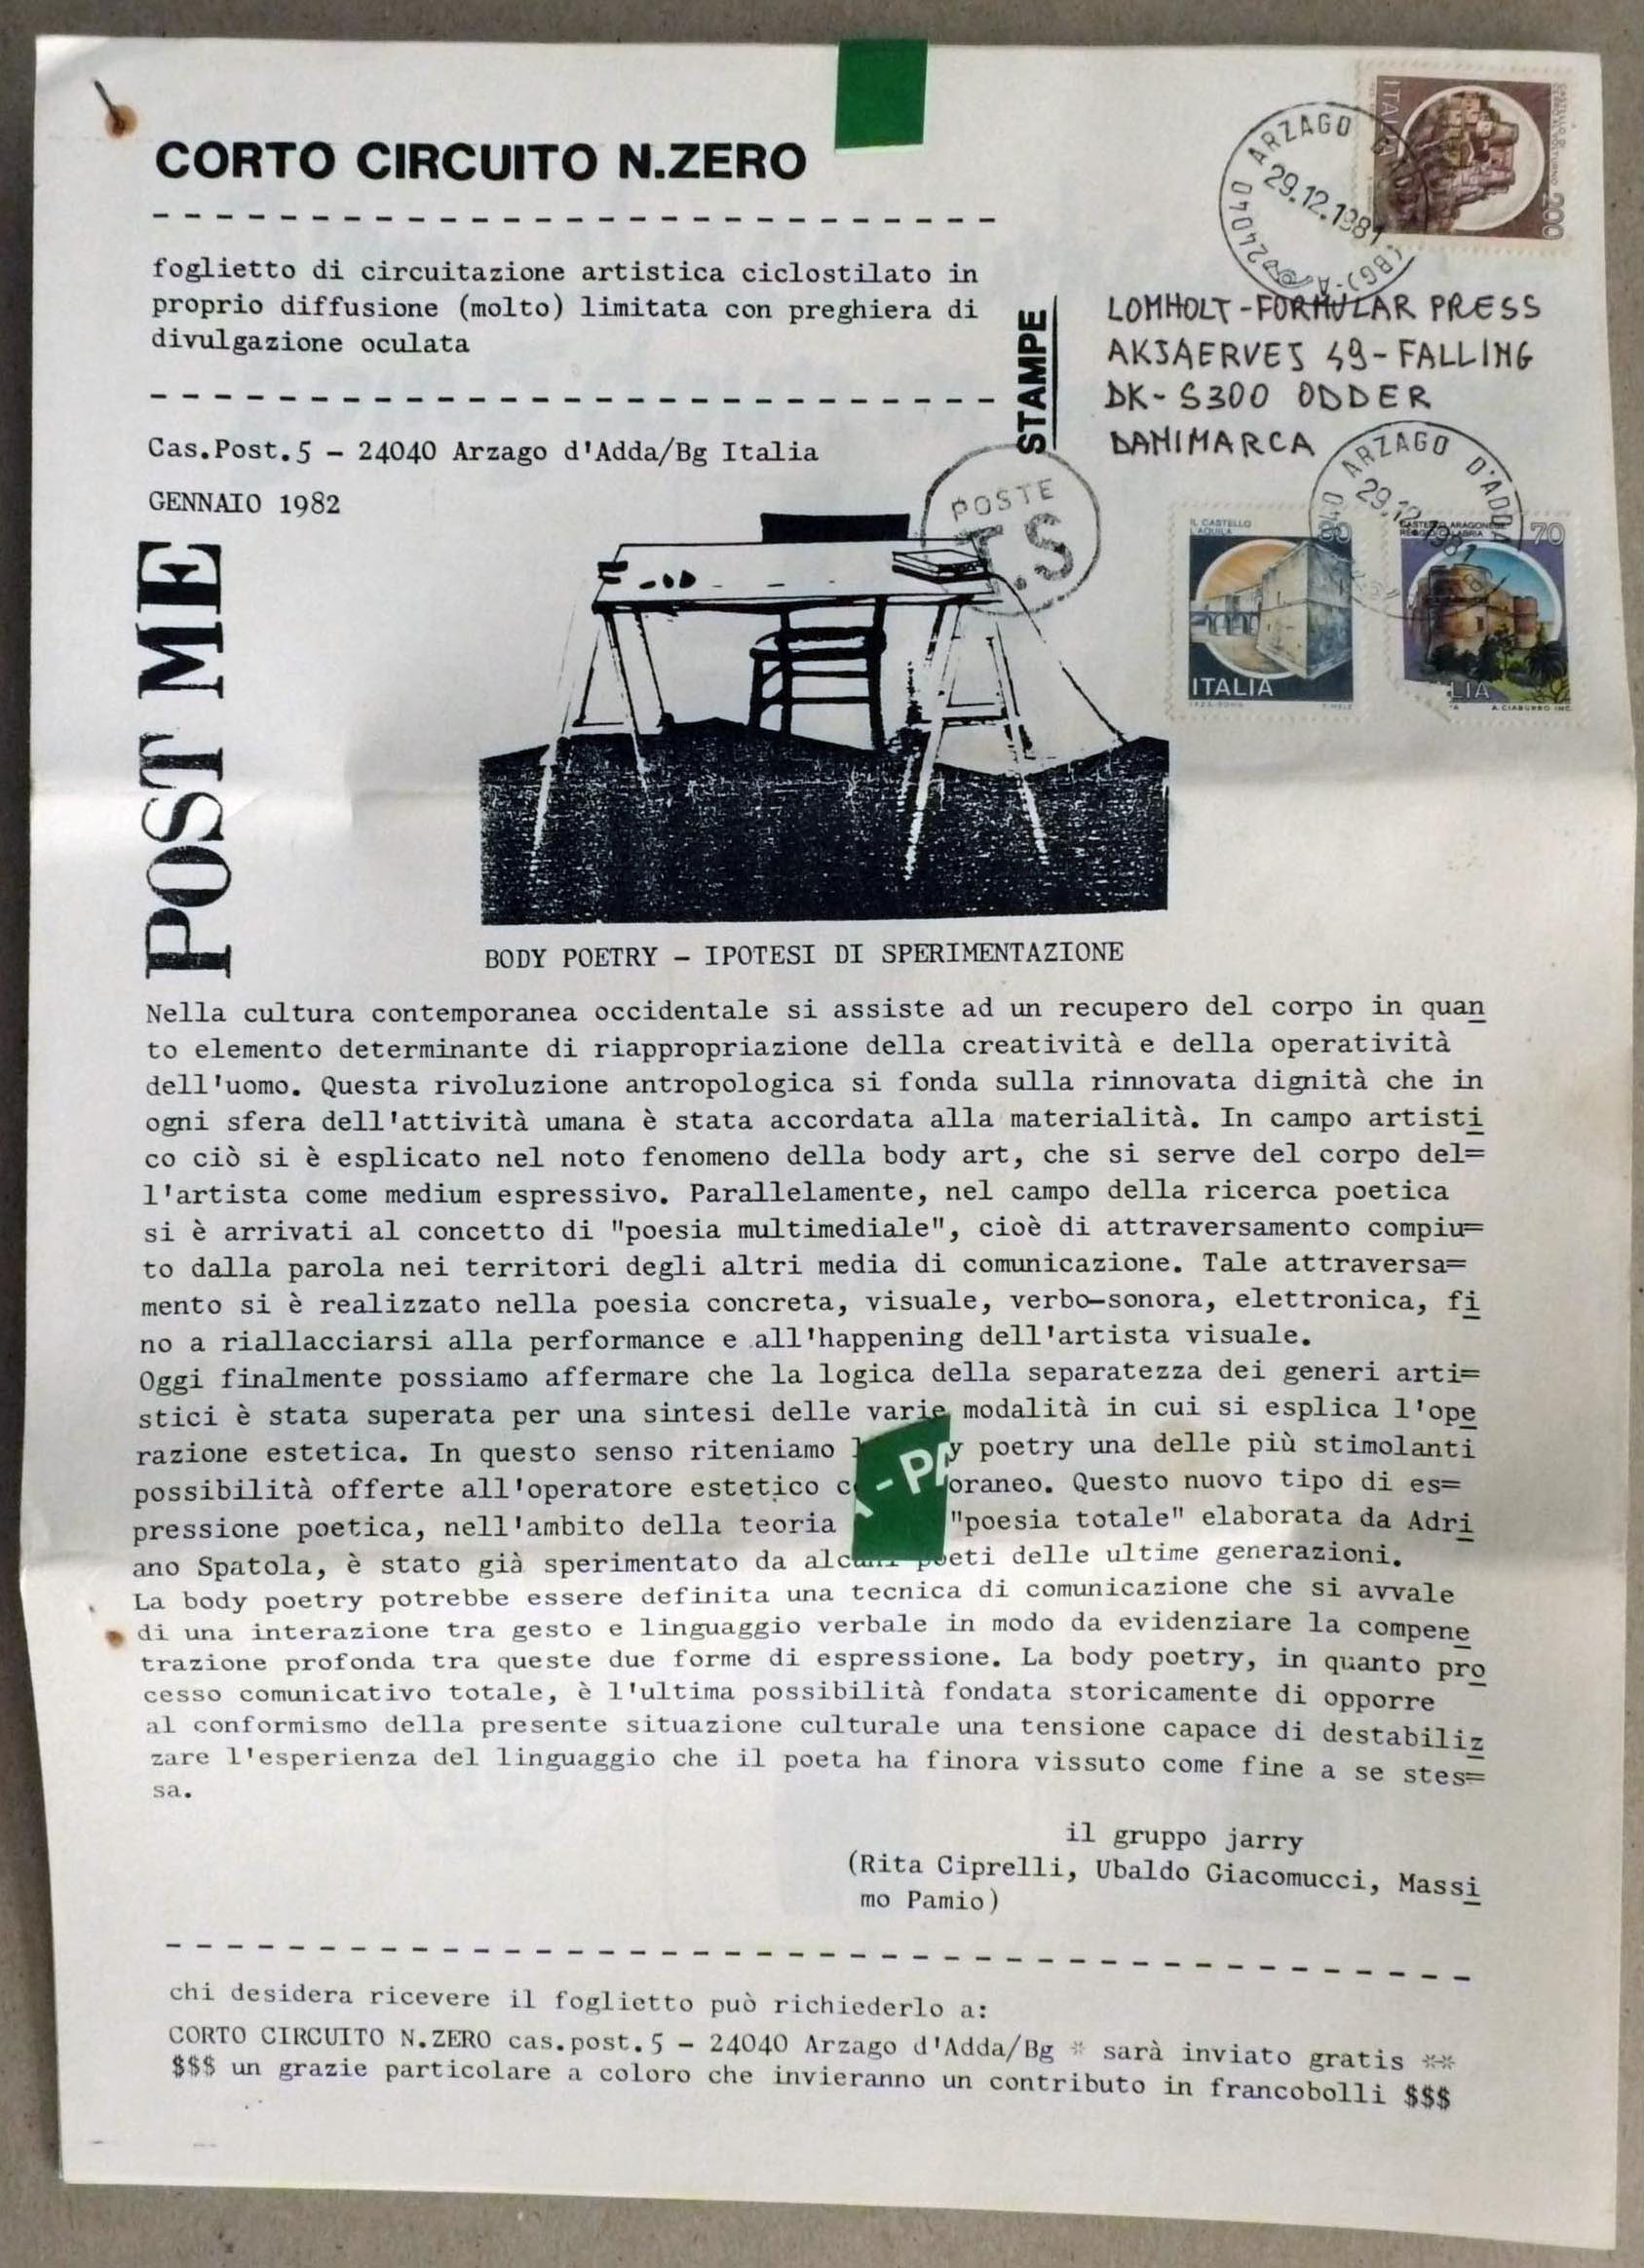 CORTO CIRCUITO N.ZERO
foglietto di circuitazione artistica ciclostilato in
proprio diffusione (molto) limitata con preghiera di
divulgazione oculata
Cas.Post.5 - 24040 Arzago d'Adda/Bg Italia
GENNAIO 1982
STAMPE
ITALIA
200
24040 ARZAGO
29.12.1981
(BG)-A
LOMHOLT-FORMULAR PRESS
AKJAERVEJ 49-FALLING
DK-S300 ODDER
DANIMARCA
ARZAGO D'ADDA
29.12.1981
POSTE
T.S
IL CASTELLO
L'AQUILA
ITALIA
CASTELLO ARAGONESE
REGGIO CALABRIA
70
LIA
A. CIABURRO INC.
POST ME
BODY POETRY - IPOTESI DI SPERIMENTAZIONE
Nella cultura contemporanea occidentale si assiste ad un recupero del corpo in quan
to elemento determinante di riappropriazione della creatività e della operatività
dell'uomo. Questa rivoluzione antropologica si fonda sulla rinnovata dignità che in
ogni sfera dell'attività umana è stata accordata alla materialità. In campo artisti
co ciò si è esplicato nel noto fenomeno della body art, che si serve del corpo del=
l'artista come medium espressivo. Parallelamente, nel campo della ricerca poetica
si è arrivati al concetto di "poesia multimediale", cioè di attraversamento compiu=
to dalla parola nei territori degli altri media di comunicazione. Tale attraversa=
mento si è realizzato nella poesia concreta, visuale, verbo-sonora, elettronica, fi
no a riallacciarsi alla performance e all'happening dell'artista visuale.
Oggi finalmente possiamo affermare che la logica della separatezza dei generi arti=
stici è stata superata per una sintesi delle varie modalità in cui si esplica l'ope
razione estetica. In questo senso riteniamo l y poetry una delle più stimolanti
possibilità offerte all'operatore estetico c oraneo. Questo nuovo tipo di es=
pressione poetica, nell'ambito della teoria "poesia totale" elaborata da Adri
ano Spatola, è stato già sperimentato da alcuni poeti delle ultime generazioni.
- PA
La body poetry potrebbe essere definita una tecnica di comunicazione che si avvale
di una interazione tra gesto e linguaggio verbale in modo da evidenziare la compene
trazione profonda tra queste due forme di espressione. La body poetry, in quanto pro
cesso comunicativo totale, è l'ultima possibilità fondata storicamente di opporre
al conformismo della presente situazione culturale una tensione capace di destabiliz
zare l'esperienza del linguaggio che il poeta ha finora vissuto come fine a se stes=
sa.
il gruppo jarry
(Rita Ciprelli, Ubaldo Giacomucci, Massi
mo Pamio)
chi desidera ricevere il foglietto può richiederlo a:
CORTO CIRCUITO N.ZERO cas.post.5 - 24040 Arzago d'Adda/Bg * sarà inviato gratis **
$$$ un grazie particolare a coloro che invieranno un contributo in francobolli $$$